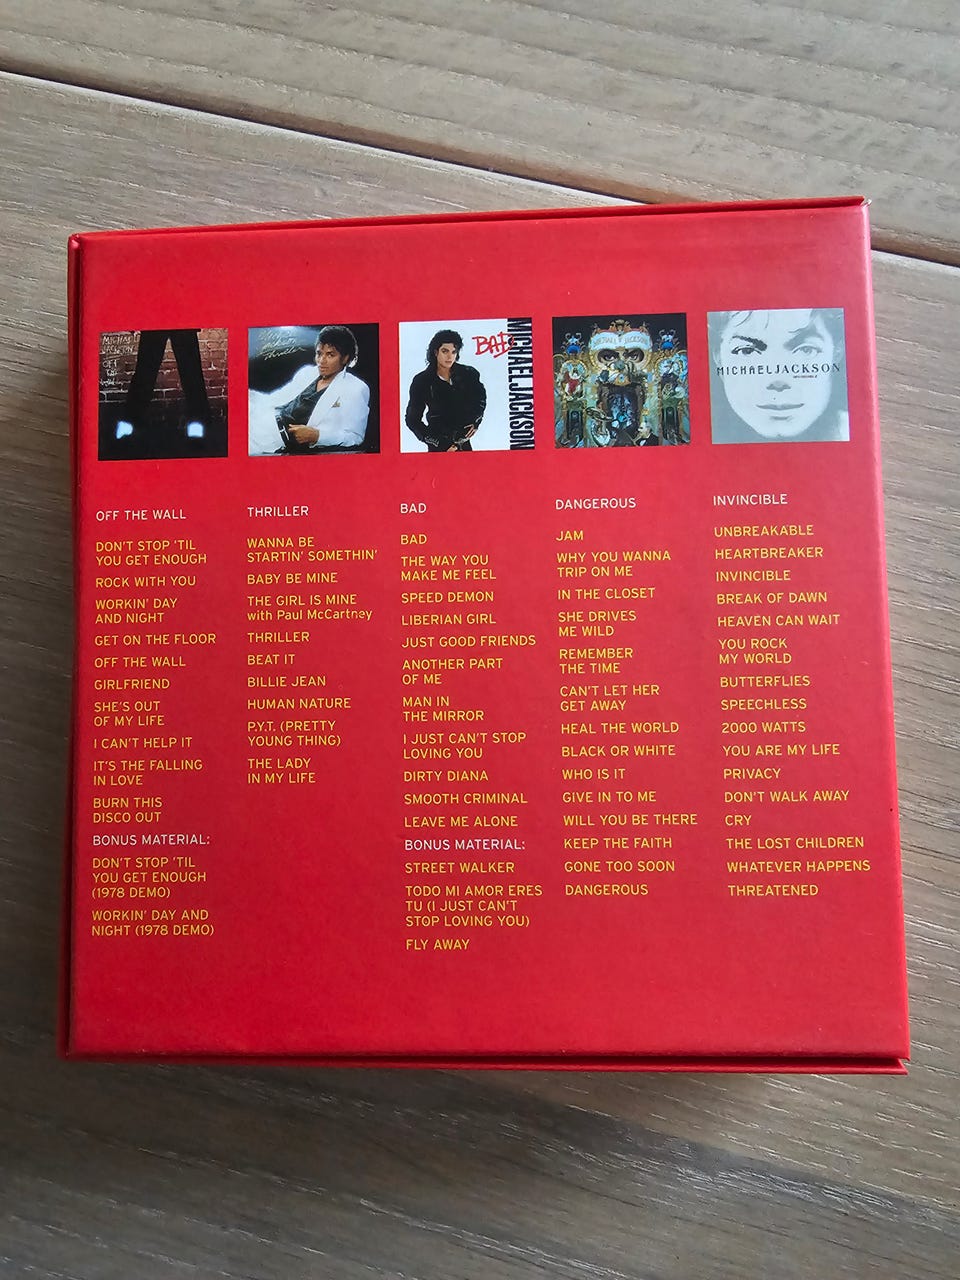 MICHAEL
JACKSON
OFF
THE
WALL
Michael
Jackson
Thriller
BAD
MICHAEL JACKSON
MICHAEL JACKSON
MICHAEL JACKSON
OFF THE WALL
DON'T STOP 'TIL
YOU GET ENOUGH
ROCK WITH YOU
WORKIN' DAY
AND NIGHT
GET ON THE FLOOR
OFF THE WALL
GIRLFRIEND
SHE'S OUT
OF MY LIFE
I CAN'T HELP IT
IT'S THE FALLING
IN LOVE
BURN THIS
DISCO OUT
BONUS MATERIAL:
DON'T STOP 'TIL
YOU GET ENOUGH
(1978 DEMO)
WORKIN' DAY AND
NIGHT (1978 DEMO)
THRILLER
WANNA BE
STARTIN' SOMETHIN'
BABY BE MINE
THE GIRL IS MINE
with Paul McCartney
THRILLER
BEAT IT
BILLIE JEAN
HUMAN NATURE
P.Y.T. (PRETTY
YOUNG THING)
THE LADY
IN MY LIFE
BAD
BAD
THE WAY YOU
MAKE ME FEEL
SPEED DEMON
LIBERIAN GIRL
JUST GOOD FRIENDS
ANOTHER PART
OF ME
MAN IN
THE MIRROR
I JUST CAN'T STOP
LOVING YOU
DIRTY DIANA
SMOOTH CRIMINAL
LEAVE ME ALONE
BONUS MATERIAL:
STREET WALKER
TODO MI AMOR ERES
TU (I JUST CAN'T
STOP LOVING YOU)
FLY AWAY
DANGEROUS
JAM
WHY YOU WANNA
TRIP ON ME
IN THE CLOSET
SHE DRIVES
ME WILD
REMEMBER
THE TIME
CAN'T LET HER
GET AWAY
HEAL THE WORLD
BLACK OR WHITE
WHO IS IT
GIVE IN TO ME
WILL YOU BE THERE
KEEP THE FAITH
GONE TOO SOON
DANGEROUS
INVINCIBLE
UNBREAKABLE
HEARTBREAKER
INVINCIBLE
BREAK OF DAWN
HEAVEN CAN WAIT
YOU ROCK
MY WORLD
BUTTERFLIES
SPEECHLESS
2000 WATTS
YOU ARE MY LIFE
PRIVACY
DON'T WALK AWAY
CRY
THE LOST CHILDREN
WHATEVER HAPPENS
THREATENED